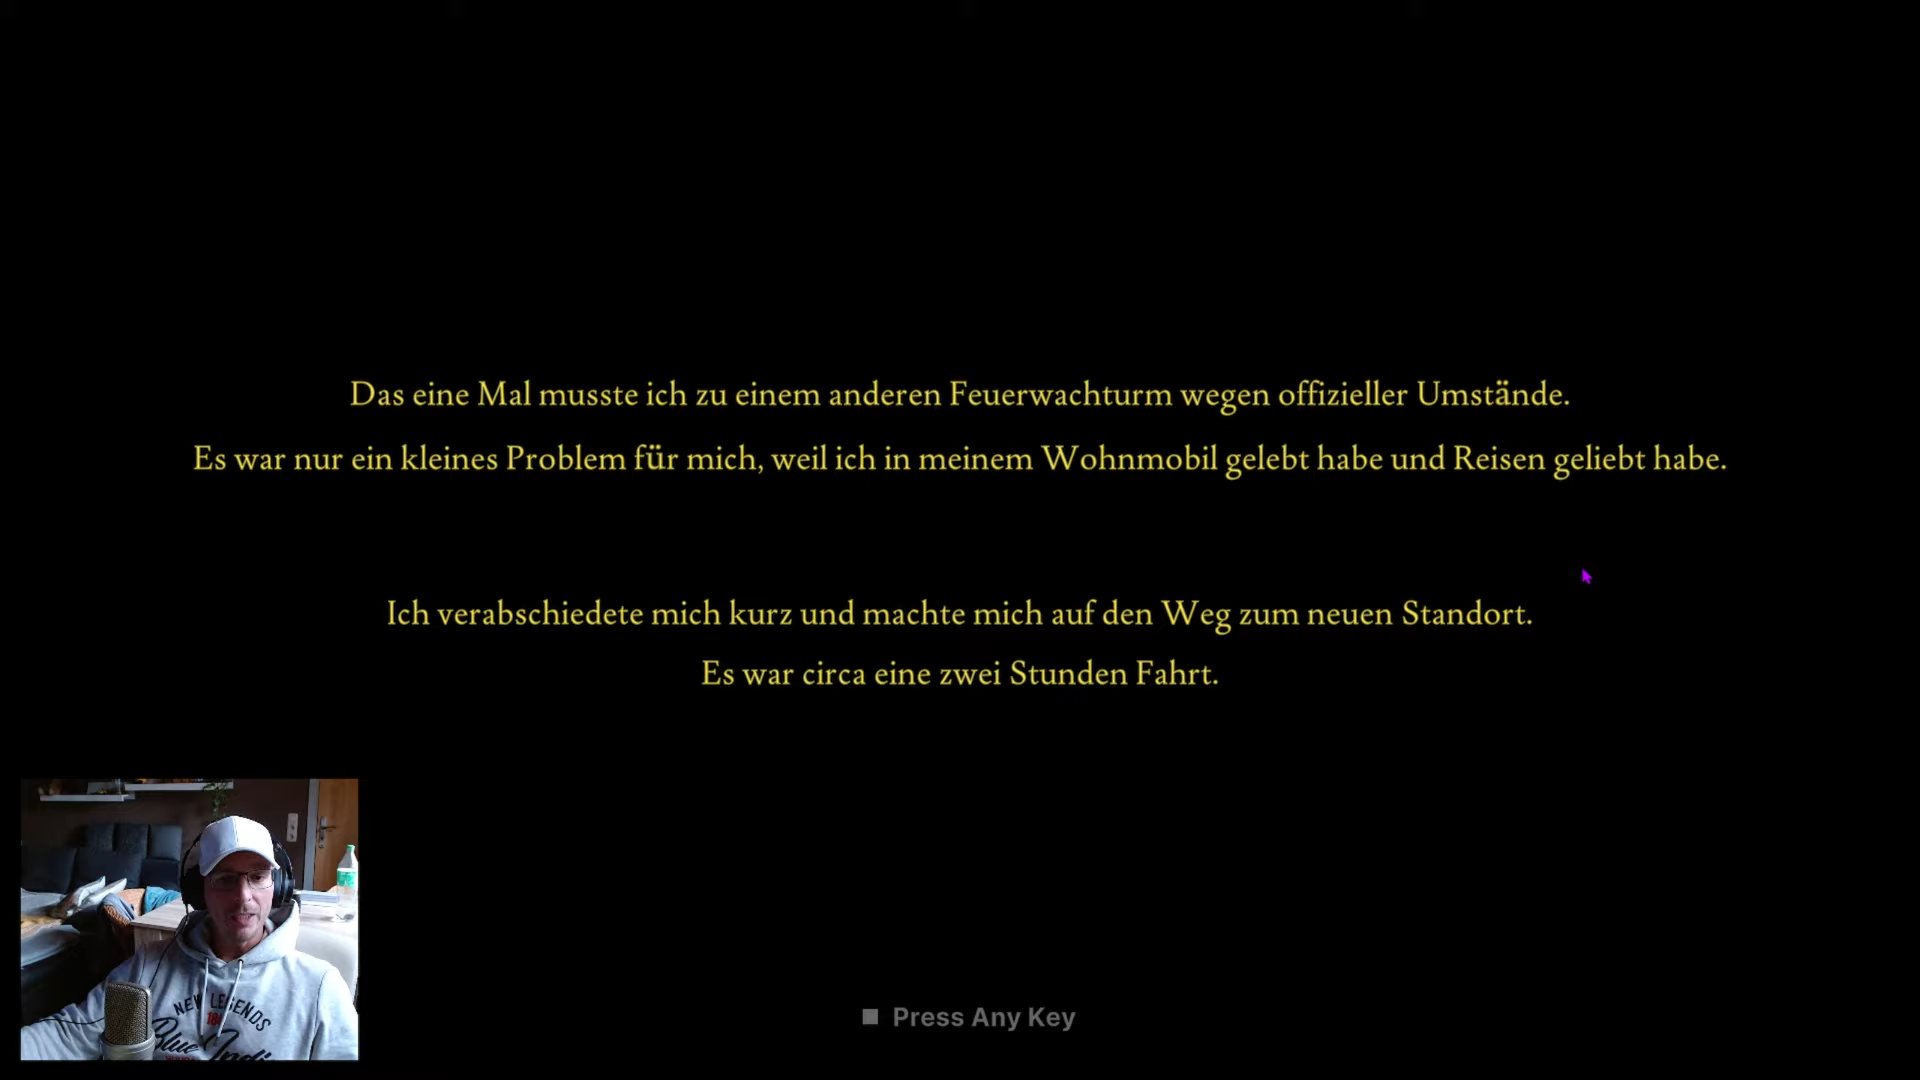 Das eine Mal musste ich zu einem anderen Feuerwachturm wegen offizieller Umstände.
Es war nur ein kleines Problem für mich, weil ich in meinem Wohnmobil gelebt habe und Reisen geliebt habe.
Ich verabschiedete mich kurz und machte mich auf den Weg zum neuen Standort.
Es war circa eine zwei Stunden Fahrt.
NEW LEGENDS
Press Any Key